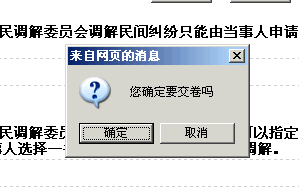 民调解委员会调解民间纠纷只能由当事人申请
来自网页的消息
您确定要交卷吗
民调解委员
可以指定
人选择一
调解。
确定
取消